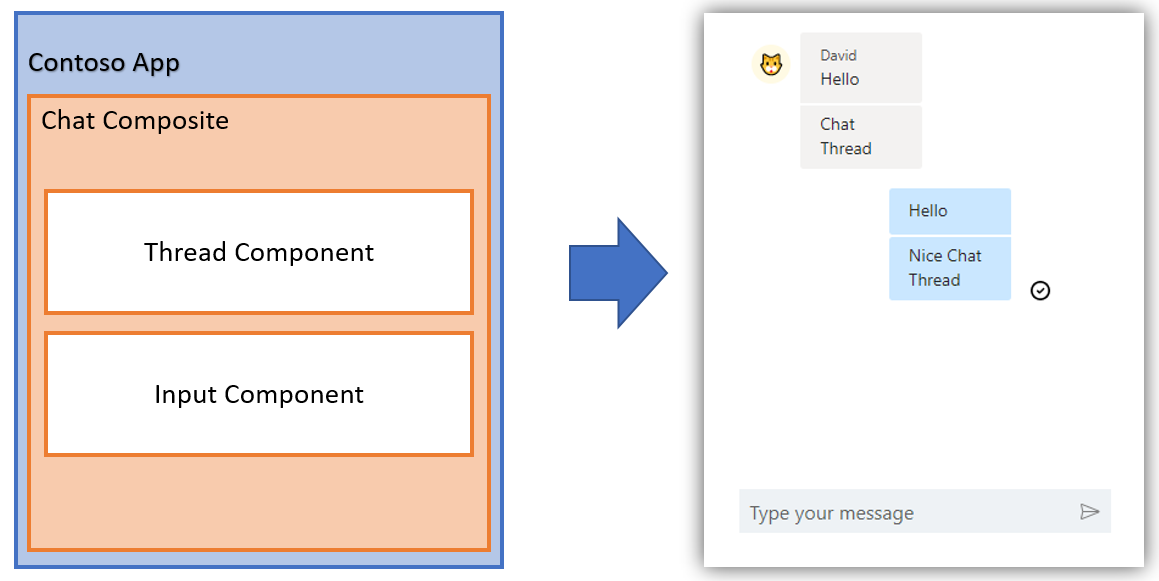 Contoso App
Chat Composite
Thread Component
Input Component
David
Hello
Chat
Thread
Hello
Nice Chat
Thread
Type your message